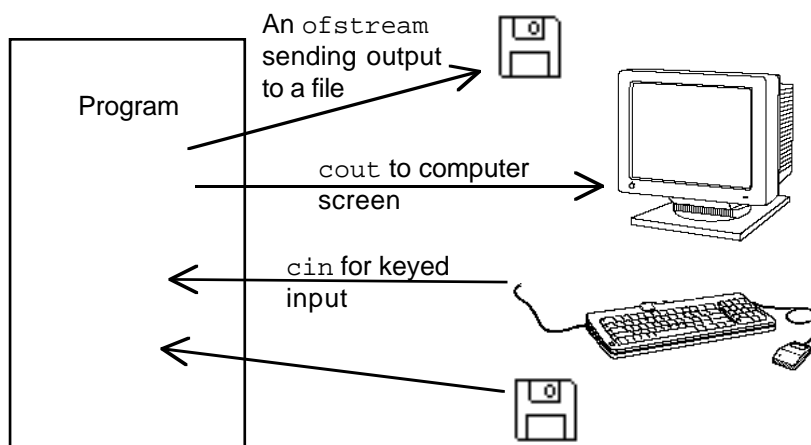 An ofstream
sending output
to a file
Program
cout to computer
screen
cin for keyed
input